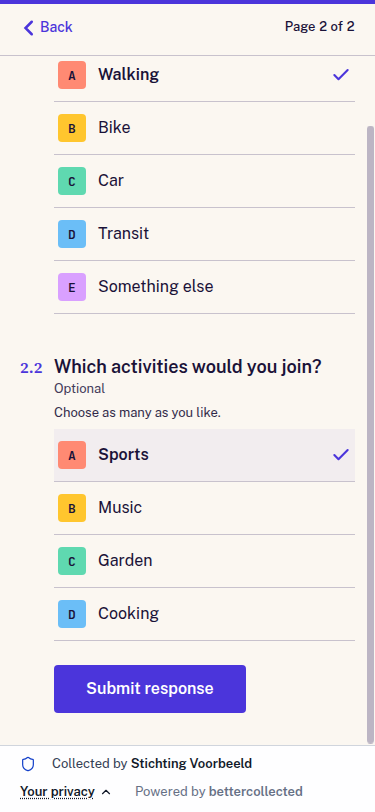 Back Page 2 of 2
A Walking
B Bike
C Car
D Transit
E Something else
2.2 Which activities would you join?
Optional
Choose as many as you like.
A Sports
B Music
C Garden
D Cooking
Submit response
Collected by Stichting Voorbeeld
Your privacy Powered by bettercollected